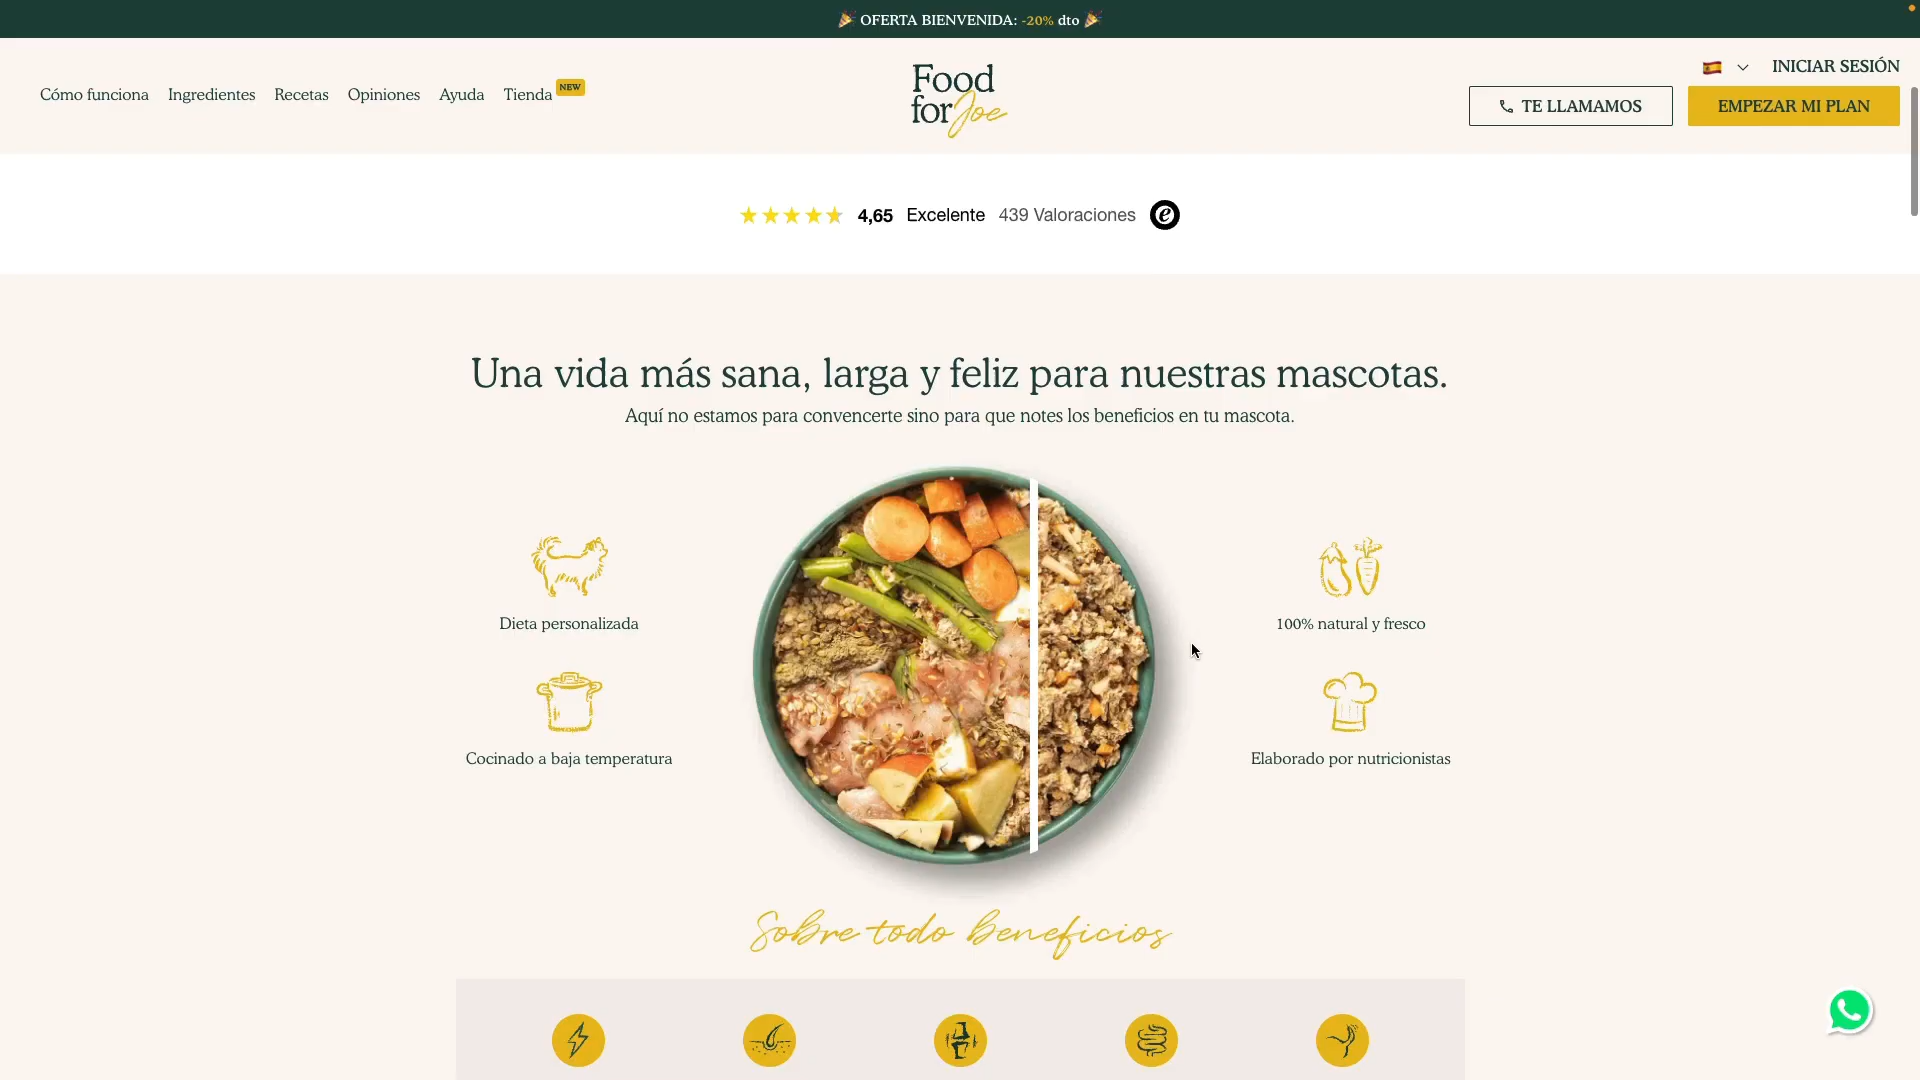 🎉 OFERTA BIENVENIDA: -20% dto 🎉
Cómo funciona
Ingredientes
Recetas
Opiniones
Ayuda
Tienda
NEW
Food
for Joe
INICIAR SESIÓN
TE LLAMAMOS
EMPEZAR MI PLAN
4,65 Excelente 439 Valoraciones
Una vida más sana, larga y feliz para nuestras mascotas.
Aquí no estamos para convencerte sino para que notes los beneficios en tu mascota.
Dieta personalizada
100% natural y fresco
Cocinado a baja temperatura
Elaborado por nutricionistas
Sobre todo beneficios